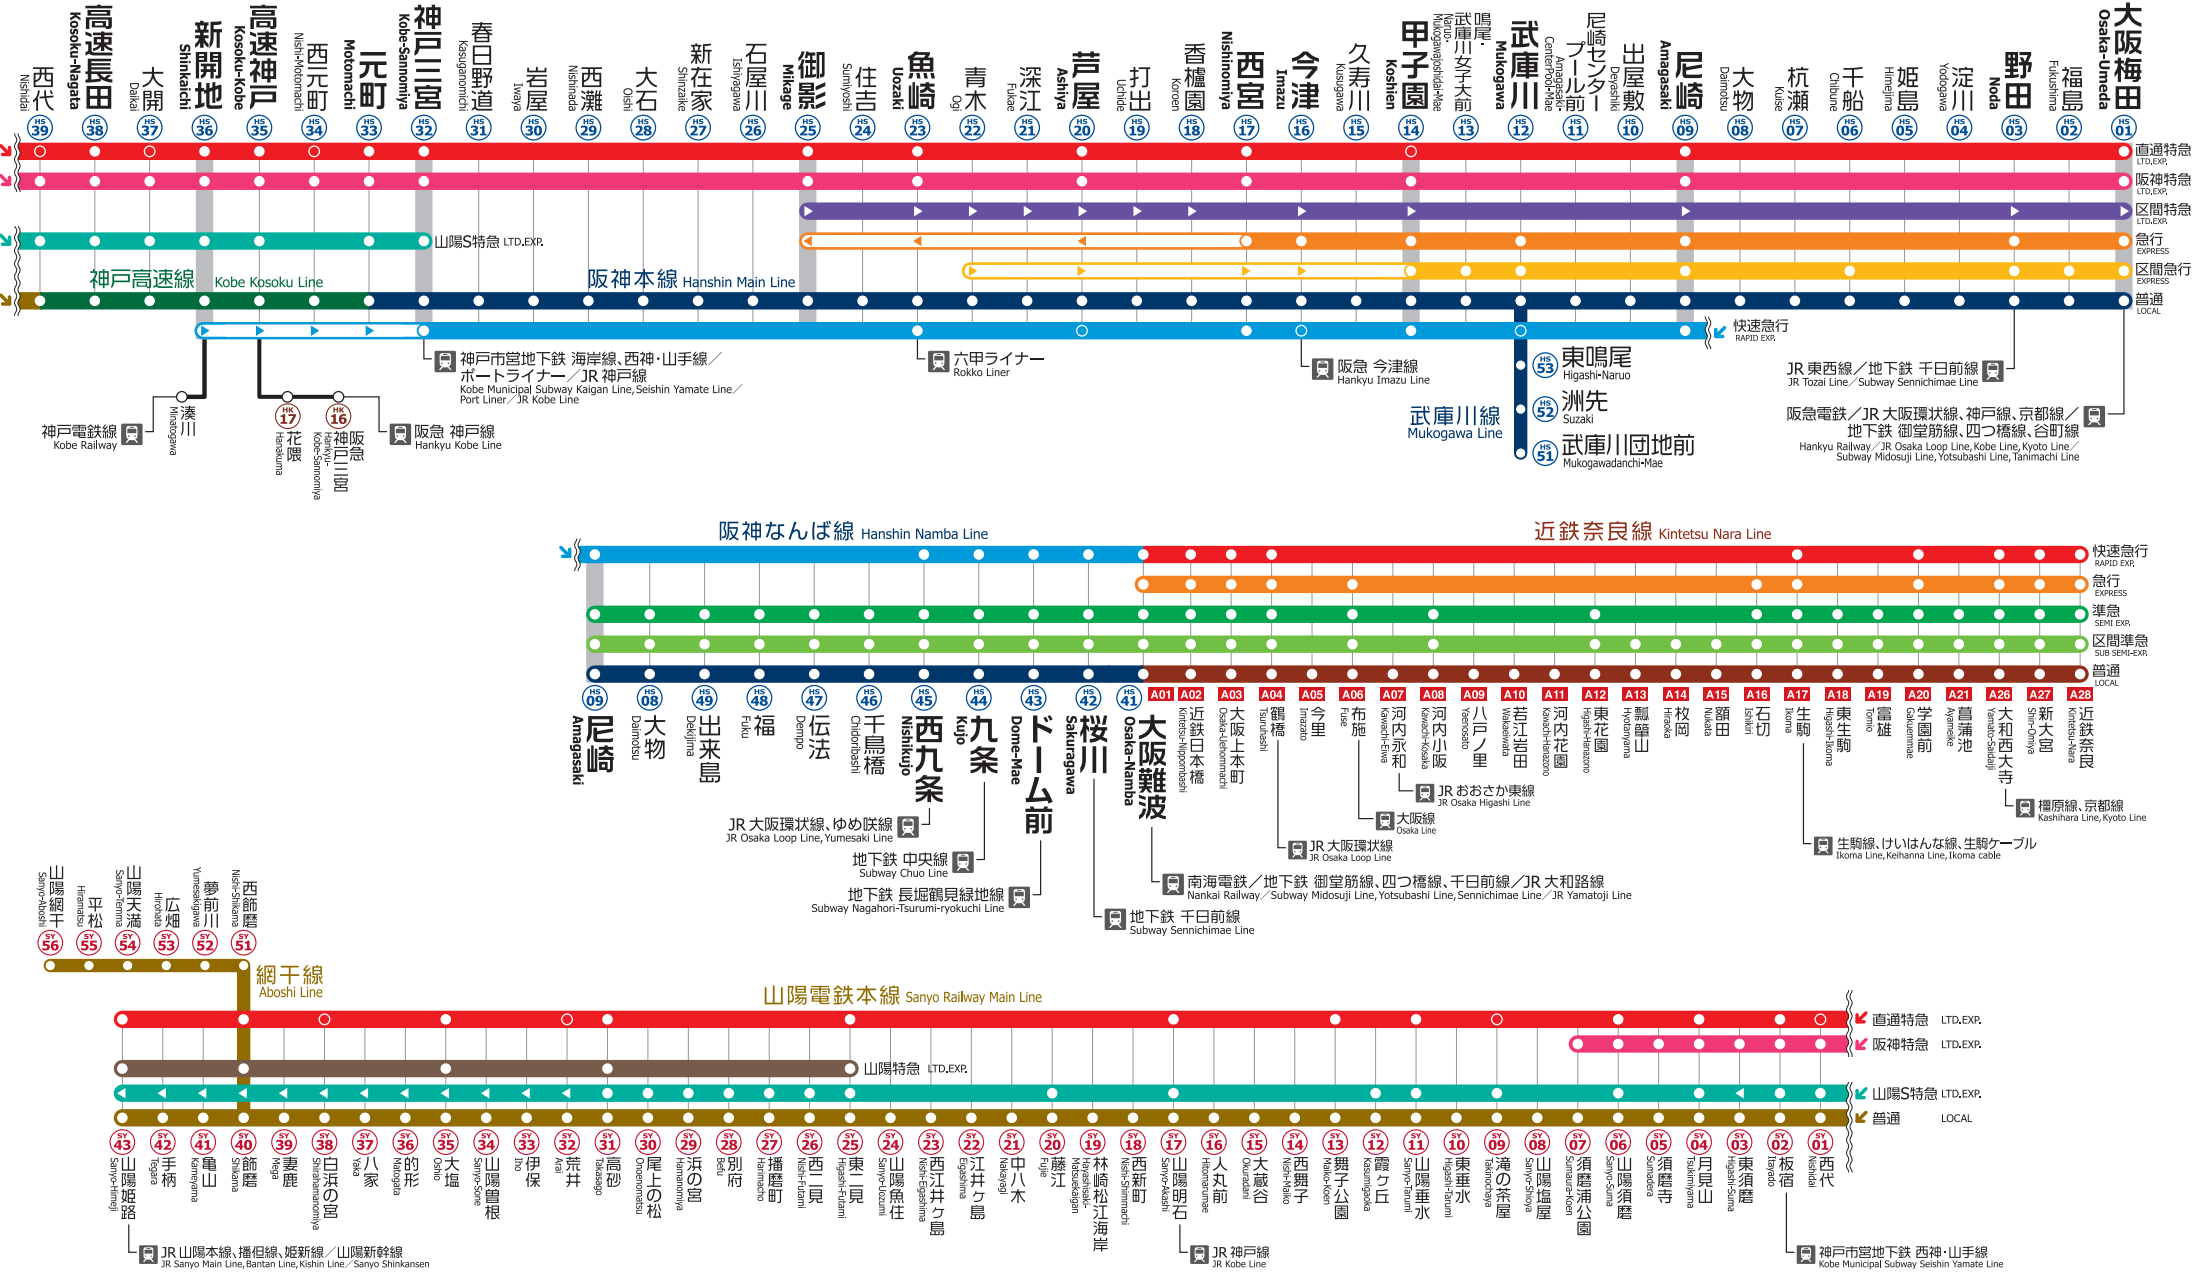 西代 Nishidai HS 39
高速長田 Kosoku-Nagata HS 38
大開 Daikai HS 37
新開地 Shinkaichi HS 36
高速神戸 Kosoku-Kobe HS 35
西元町 Nishi-Motomachi HS 34
元町 Motomachi HS 33
神戸三宮 Kobe-Sannomiya HS 32
春日野道 Kasuganomichi HS 31
岩屋 Iwaya HS 30
西灘 Nishinada HS 29
大石 Oishi HS 28
新在家 Shinzaike HS 27
石屋川 Ishiyagawa HS 26
御影 Mikage HS 25
住吉 Sumiyoshi HS 24
魚崎 Uozaki HS 23
青木 Ogi HS 22
深江 Fukae HS 21
芦屋 Ashiya HS 20
打出 Uchide HS 19
香櫨園 Koroen HS 18
西宮 Nishinomiya HS 17
今津 Imazu HS 16
久寿川 Kusugawa HS 15
甲子園 Koshien HS 14
鳴尾・武庫川女子大前 Naruo-Mukogawajoshidai-Mae HS 13
武庫川 Mukogawa HS 12
尼崎センタープール前 Amagasaki-CenterPool-Mae HS 11
出屋敷 Deyashiki HS 10
尼崎 Amagasaki HS 09
大物 Daimotsu HS 08
杭瀬 Kuise HS 07
千船 Chibune HS 06
姫島 Himejima HS 05
淀川 Yodogawa HS 04
野田 Noda HS 03
福島 Fukushima HS 02
大阪梅田 Osaka-Umeda HS 01
直通特急 LTD.EXP.
阪神特急 LTD.EXP.
区間特急 LTD.EXP.
山陽S特急 LTD.EXP.
急行 EXPRESS
神戸高速線 Kobe Kosoku Line
阪神本線 Hanshin Main Line
区間急行 EXPRESS
普通 LOCAL
快速急行 RAPID EXP.
神戸市営地下鉄 海岸線、西神・山手線／
ポートライナー／JR 神戸線
Kobe Municipal Subway Kaigan Line, Seishin Yamate Line／
Port Liner／JR Kobe Line
六甲ライナー
Rokko Liner
阪急 今津線
Hankyu Imazu Line
HS 53 東鳴尾 Higashi-Naruo
HS 52 洲先 Suzaki
HS 51 武庫川団地前 Mukogawadanchi-Mae
武庫川線
Mukogawa Line
JR 東西線／地下鉄 千日前線
JR Tozai Line／Subway Sennichimae Line
阪急電鉄／JR 大阪環状線、神戸線、京都線／
地下鉄 御堂筋線、四つ橋線、谷町線
Hankyu Railway／JR Osaka Loop Line, Kobe Line, Kyoto Line／
Subway Midosuji Line, Yotsubashi Line, Tanimachi Line
神戸電鉄線
Kobe Railway
湊川 Minatogawa
HK 17 花隈 Hanakuma
HK 16 阪急神戸三宮 Hankyu-Kobe-Sannomiya
阪急 神戸線
Hankyu Kobe Line
阪神なんば線 Hanshin Namba Line
近鉄奈良線 Kintetsu Nara Line
快速急行 RAPID EXP.
急行 EXPRESS
準急 SEMI EXP.
区間準急 SUB SEMI-EXP.
普通 LOCAL
HS 09 尼崎 Amagasaki
HS 08 大物 Daimotsu
HS 49 出来島 Dekijima
HS 48 福 Fuku
HS 47 伝法 Dempo
HS 46 千鳥橋 Chidoribashi
HS 45 西九条 Nishikujo
HS 44 九条 Kujo
HS 43 ドーム前 Dome-Mae
HS 42 桜川 Sakuragawa
HS 41 A01 大阪難波 Osaka-Namba
A02 近鉄日本橋 Kintetsu-Nippombashi
A03 大阪上本町 Osaka-Uehommachi
A04 鶴橋 Tsuruhashi
A05 今里 Imazato
A06 布施 Fuse
A07 河内永和 Kawachi-Eiwa
A08 河内小阪 Kawachi-Kosaka
A09 八戸ノ里 Yaenosato
A10 若江岩田 Wakaeiwata
A11 河内花園 Kawachi-Hanazono
A12 東花園 Higashi-Hanazono
A13 瓢簞山 Hyotanyama
A14 枚岡 Hiraoka
A15 額田 Nukata
A16 石切 Ishikiri
A17 生駒 Ikoma
A18 東生駒 Higashi-Ikoma
A19 富雄 Tomio
A20 学園前 Gakuemmae
A21 菖蒲池 Ayameike
A26 大和西大寺 Yamato-Saidaiji
A27 新大宮 Shin-Omiya
A28 近鉄奈良 Kintetsu-Nara
JR 大阪環状線、ゆめ咲線
JR Osaka Loop Line, Yumesaki Line
地下鉄 中央線
Subway Chuo Line
地下鉄 長堀鶴見緑地線
Subway Nagahori-Tsurumi-ryokuchi Line
地下鉄 千日前線
Subway Sennichimae Line
南海電鉄／地下鉄 御堂筋線、四つ橋線、千日前線／JR 大和路線
Nankai Railway／Subway Midosuji Line, Yotsubashi Line, Sennichimae Line／JR Yamatoji Line
JR 大阪環状線
JR Osaka Loop Line
大阪線
Osaka Line
JR おおさか東線
JR Osaka Higashi Line
生駒線、けいはんな線、生駒ケーブル
Ikoma Line, Keihanna Line, Ikoma cable
橿原線、京都線
Kashihara Line, Kyoto Line
山陽網干 Sanyo-Aboshi SY 56
平松 Hiramatsu SY 55
山陽天満 Sanyo-Temma SY 54
広畑 Hirohata SY 53
夢前川 Yumesakigawa SY 52
西飾磨 Nishi-Shikama SY 51
網干線
Aboshi Line
山陽電鉄本線 Sanyo Railway Main Line
直通特急 LTD.EXP.
阪神特急 LTD.EXP.
山陽特急 LTD.EXP.
山陽S特急 LTD.EXP.
普通 LOCAL
SY 43 山陽姫路 Sanyo-Himeji
SY 42 手柄 Tegara
SY 41 亀山 Kameyama
SY 40 飾磨 Shikama
SY 39 妻鹿 Mega
SY 38 白浜の宮 Shirahamanomiya
SY 37 八家 Yaka
SY 36 的形 Matogata
SY 35 大塩 Oshio
SY 34 山陽曽根 Sanyo-Sone
SY 33 伊保 Iho
SY 32 荒井 Arai
SY 31 高砂 Takasago
SY 30 尾上の松 Onoenomatsu
SY 29 浜の宮 Hamanomiya
SY 28 別府 Befu
SY 27 播磨町 Harimacho
SY 26 西二見 Nishi-Futami
SY 25 東二見 Higashi-Futami
SY 24 山陽魚住 Sanyo-Uozumi
SY 23 西江井ヶ島 Nishi-Eigashima
SY 22 江井ヶ島 Eigashima
SY 21 中八木 Nakayagi
SY 20 藤江 Fujie
SY 19 林崎松江海岸 Hayashisaki-Matsuekaigan
SY 18 西新町 Nishi-Shimmachi
SY 17 山陽明石 Sanyo-Akashi
SY 16 人丸前 Hitomarumae
SY 15 大蔵谷 Okuradani
SY 14 西舞子 Nishi-Maiko
SY 13 舞子公園 Maiko-Koen
SY 12 霞ヶ丘 Kasumigaoka
SY 11 山陽垂水 Sanyo-Tarumi
SY 10 東垂水 Higashi-Tarumi
SY 09 滝の茶屋 Takinochaya
SY 08 山陽塩屋 Sanyo-Shioya
SY 07 須磨浦公園 Sumaura-Koen
SY 06 山陽須磨 Sanyo-Suma
SY 05 須磨寺 Sumadera
SY 04 月見山 Tsukimiyama
SY 03 東須磨 Higashi-Suma
SY 02 板宿 Itayado
SY 01 西代 Nishidai
JR 山陽本線、播但線、姫新線／山陽新幹線
JR Sanyo Main Line, Bantan Line, Kishin Line／Sanyo Shinkansen
JR 神戸線
JR Kobe Line
神戸市営地下鉄 西神・山手線
Kobe Municipal Subway Seishin Yamate Line